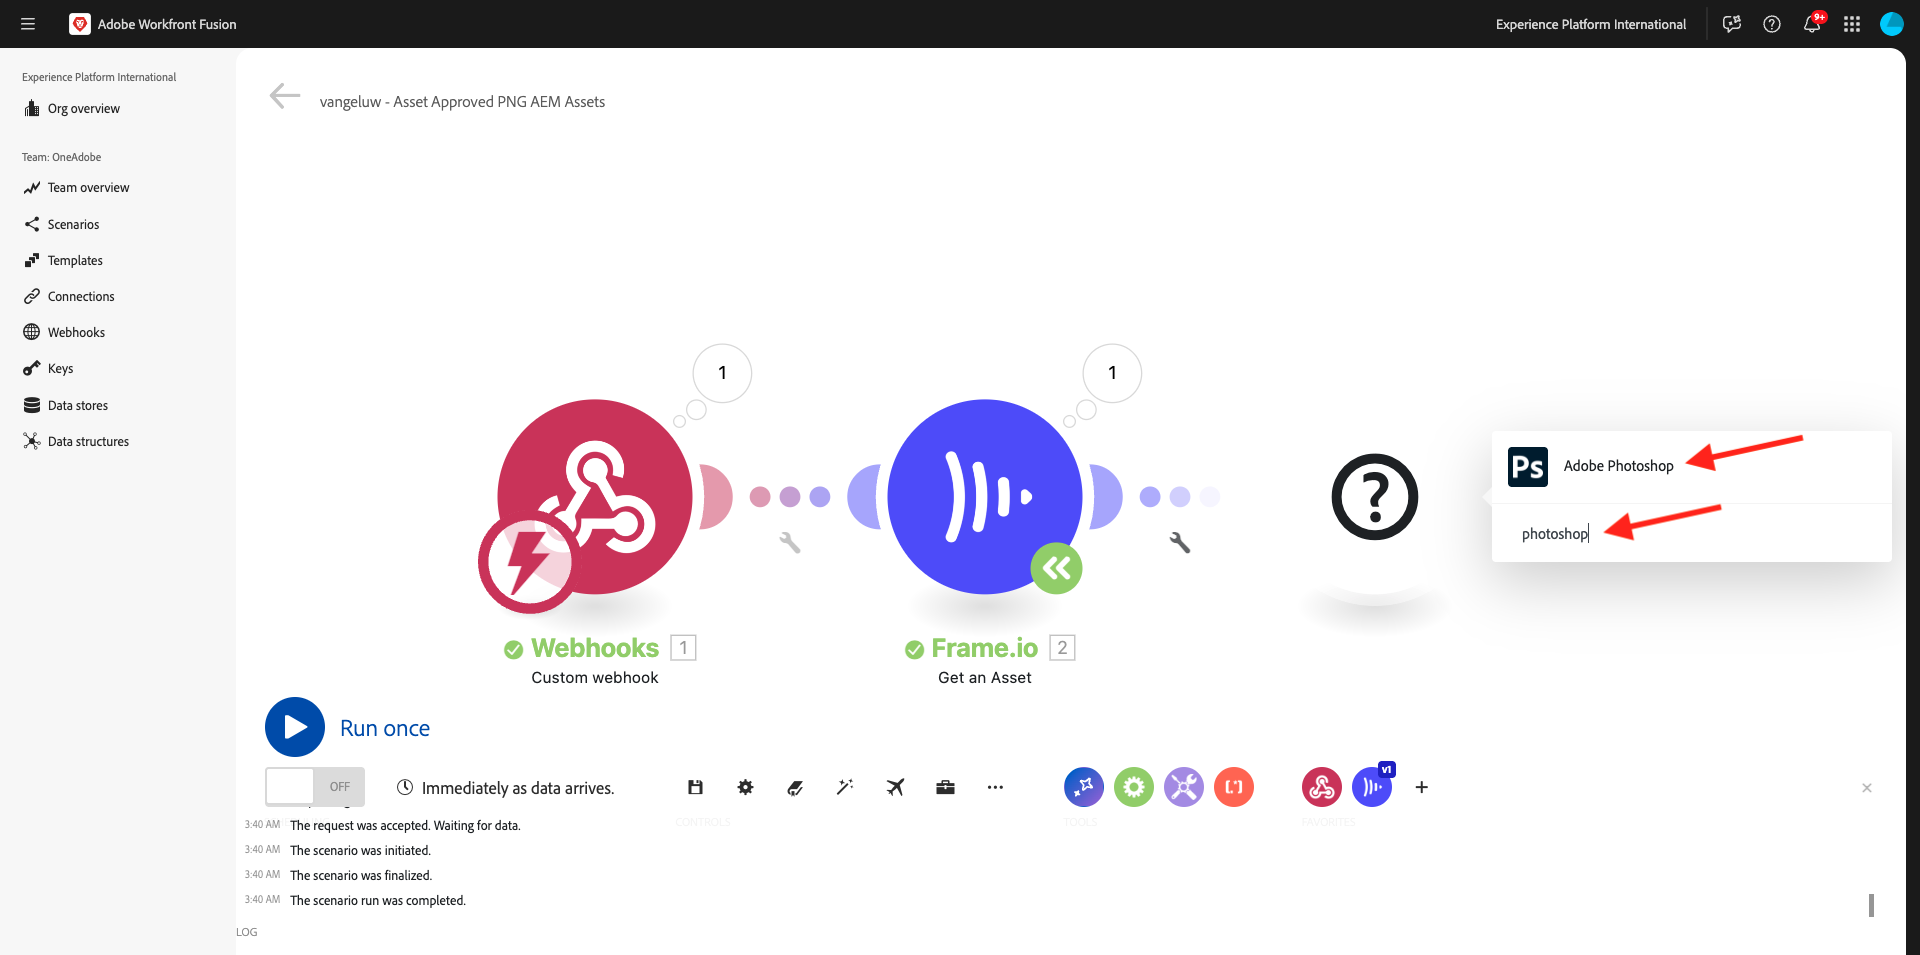 Adobe Workfront Fusion
Experience Platform International
9+
Experience Platform International
Org overview
Team: OneAdobe
Team overview
Scenarios
Templates
Connections
Webhooks
Keys
Data stores
Data structures
vangeluw - Asset Approved PNG AEM Assets
1
1
?
Ps
Adobe Photoshop
photoshop
Webhooks 1
Custom webhook
Frame.io 2
Get an Asset
Run once
OFF
Immediately as data arrives.
v1
CONTROLS
TOOLS
FAVORITES
3:40 AM The request was accepted. Waiting for data.
3:40 AM The scenario was initiated.
3:40 AM The scenario was finalized.
3:40 AM The scenario run was completed.
LOG